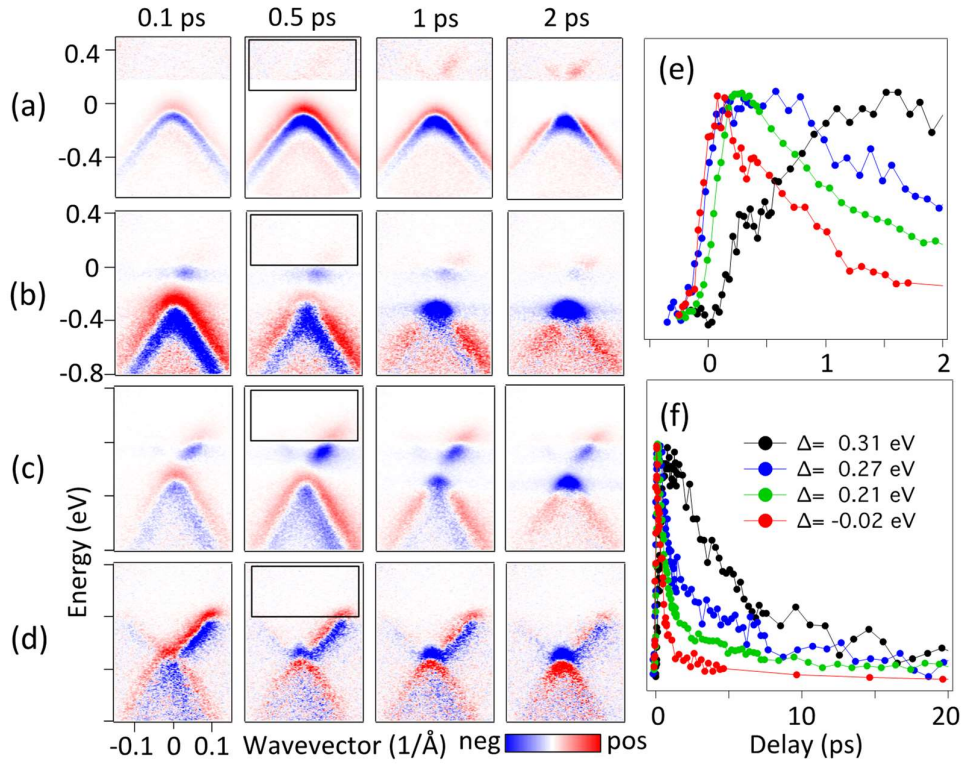 0.1 ps 0.5 ps 1 ps 2 ps
(a)
0.4
0
-0.4
(b)
0.4
0
-0.4
-0.8
(c)
(d)
Energy (eV)
-0.1 0 0.1
Wavevector (1/Å)
neg pos
(e)
0 1 2
(f)
Δ= 0.31 eV
Δ= 0.27 eV
Δ= 0.21 eV
Δ= -0.02 eV
0 10 20
Delay (ps)